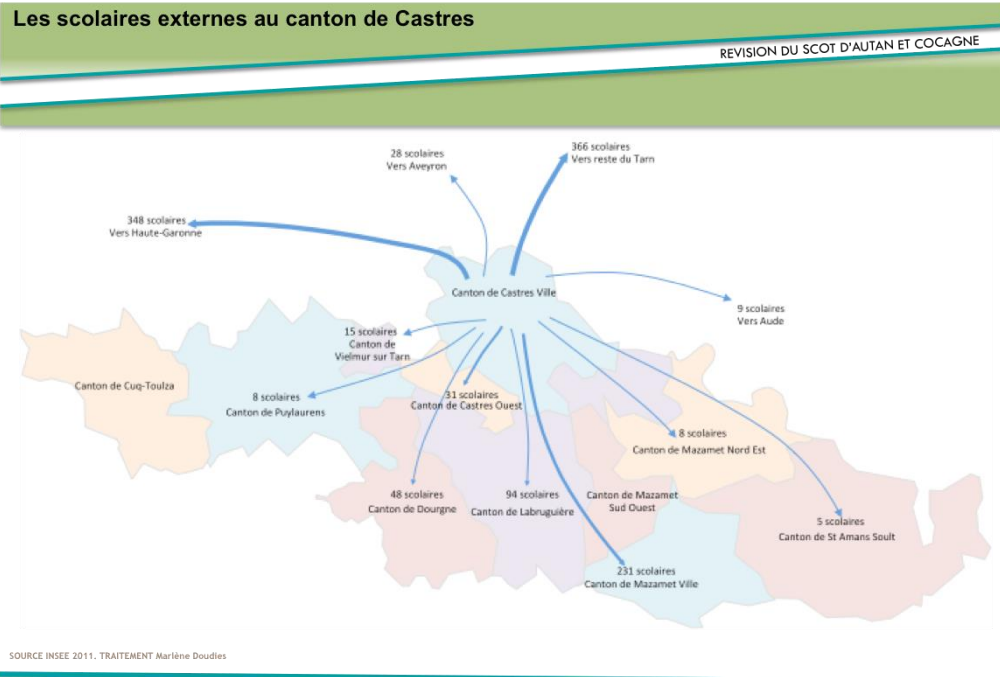 Les scolaires externes au canton de Castres
REVISION DU SCOT D'AUTAN ET COCAGNE
28 scolaires
Vers Aveyron
366 scolaires
Vers reste du Tarn
348 scolaires
Vers Haute-Garonne
Canton de Castres Ville
9 scolaires
Vers Aude
15 scolaires
Canton de
Vielmur sur Tarn
Canton de Cuq-Toulza
8 scolaires
Canton de Puylaurens
31 scolaires
Canton de Castres Ouest
8 scolaires
Canton de Mazamet Nord Est
48 scolaires
Canton de Dourgne
94 scolaires
Canton de Labruguière
Canton de Mazamet
Sud Ouest
5 scolaires
Canton de St Amans Soult
231 scolaires
Canton de Mazamet Ville
SOURCE INSEE 2011. TRAITEMENT Marlène Doudies